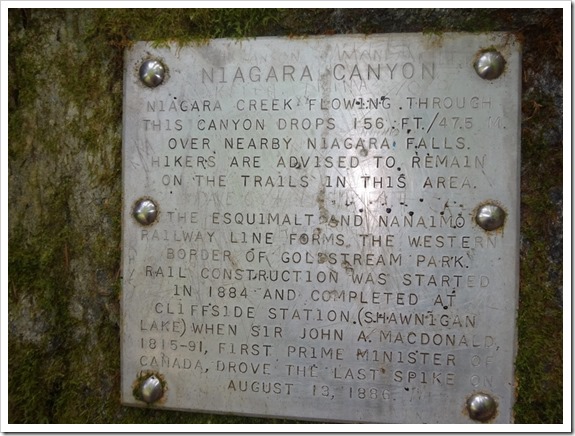 NIAGARA CANYON
NIAGARA CREEK FLOWING THROUGH
THIS CANYON DROPS 156 FT./47.5 M.
OVER NEARBY NIAGARA FALLS.
HIKERS ARE ADVISED TO REMAIN
ON THE TRAILS IN THIS AREA.
THE ESQUIMALT AND NANAIMO
RAILWAY LINE FORMS THE WESTERN
BORDER OF GOLDSTREAM PARK.
RAIL CONSTRUCTION WAS STARTED
IN 1884 AND COMPLETED AT
CLIFFSIDE STATION (SHAWNIGAN
LAKE) WHEN SIR JOHN A. MACDONALD,
1815-91, FIRST PRIME MINISTER OF
CANADA, DROVE THE LAST SPIKE ON
AUGUST 13, 1886.